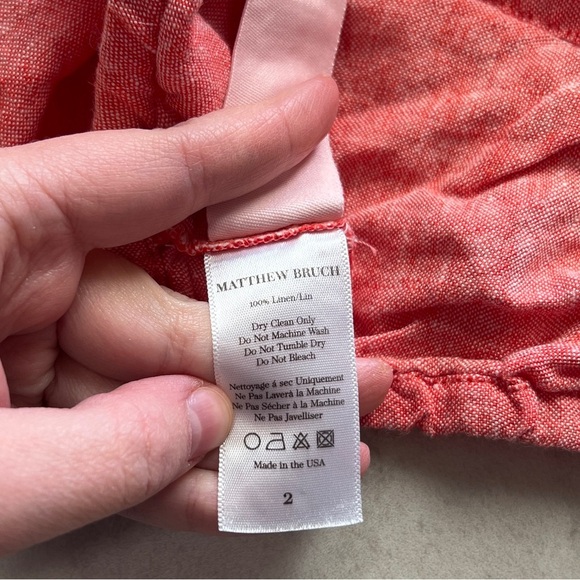 MATTHEW BRUCH
100% Linen/Lin
Dry Clean Only
Do Not Machine Wash
Do Not Tumble Dry
Do Not Bleach
Nettoyage á sec Uniquement
Ne Pas Laverà la Machine
Ne Pas Sécher à la Machine
Ne Pas Javelliser
Made in the USA
2